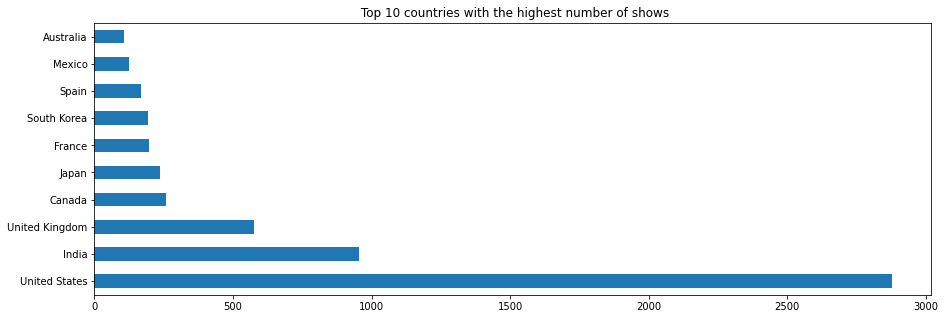 Top 10 countries with the highest number of shows
Australia
Mexico
Spain
South Korea
France
Japan
Canada
United Kingdom
India
United States
0 500 1000 1500 2000 2500 3000